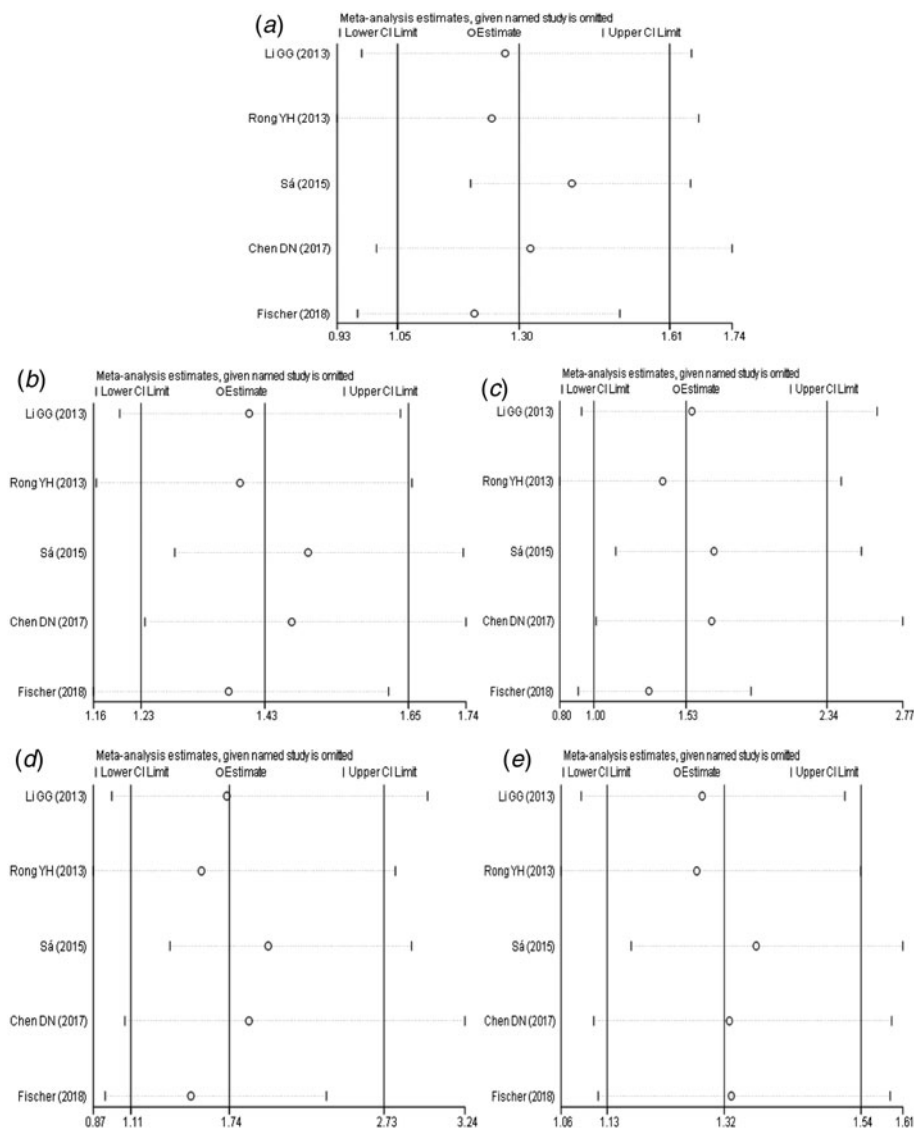 (a)
Meta-analysis estimates, given named study is omitted
Lower CI Limit Estimate Upper CI Limit
Li GG (2013)
Rong YH (2013)
Sá (2015)
Chen DN (2017)
Fischer (2018)
0.93 1.05 1.30 1.61 1.74
(b)
Meta-analysis estimates, given named study is omitted
Lower CI Limit Estimate Upper CI Limit
Li GG (2013)
Rong YH (2013)
Sá (2015)
Chen DN (2017)
Fischer (2018)
1.16 1.23 1.43 1.65 1.74
(c)
Meta-analysis estimates, given named study is omitted
Lower CI Limit Estimate Upper CI Limit
Li GG (2013)
Rong YH (2013)
Sá (2015)
Chen DN (2017)
Fischer (2018)
0.80 1.00 1.53 2.34 2.77
(d)
Meta-analysis estimates, given named study is omitted
Lower CI Limit Estimate Upper CI Limit
Li GG (2013)
Rong YH (2013)
Sá (2015)
Chen DN (2017)
Fischer (2018)
0.87 1.11 1.74 2.73 3.24
(e)
Meta-analysis estimates, given named study is omitted
Lower CI Limit Estimate Upper CI Limit
Li GG (2013)
Rong YH (2013)
Sá (2015)
Chen DN (2017)
Fischer (2018)
1.06 1.13 1.32 1.54 1.61